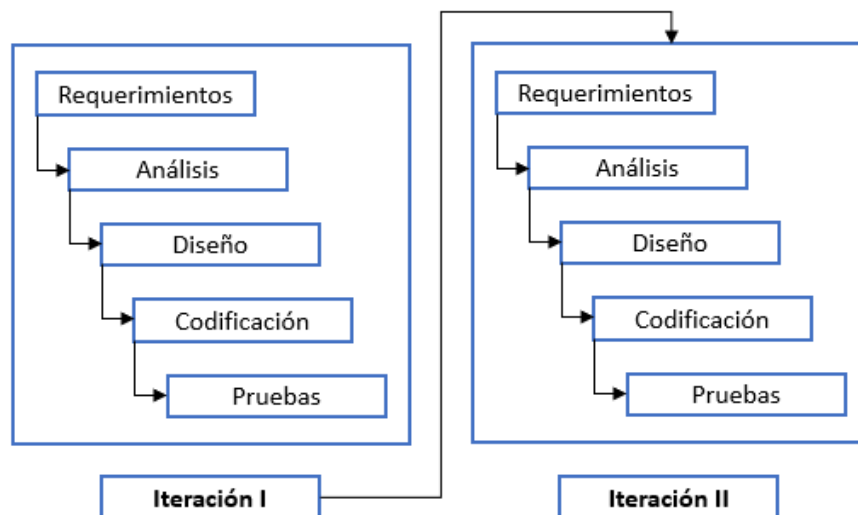 Requerimientos
Análisis
Diseño
Codificación
Pruebas
Iteración I
Requerimientos
Análisis
Diseño
Codificación
Pruebas
Iteración II